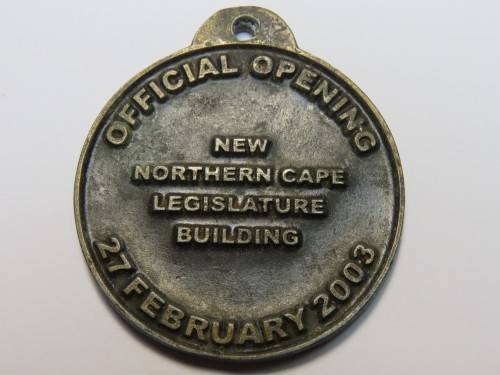 OFFICIAL OPENING
NEW
NORTHERN CAPE
LEGISLATURE
BUILDING
27 FEBRUARY 2003